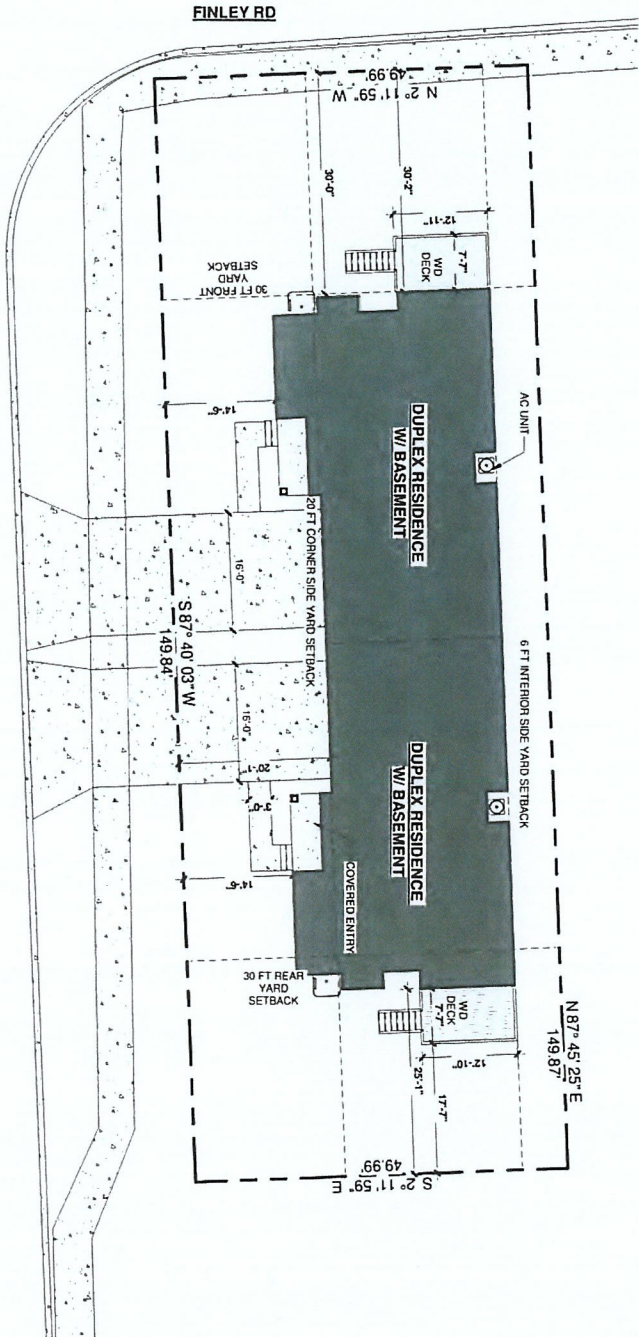 FINLEY RD
N 2° 11' 59" W
49.99'
30'-0"
30'-2"
12'-11"
WD
DECK
7'-7"
30 FT FRONT
YARD
SETBACK
14'-6"
AC UNIT
DUPLEX RESIDENCE
W/ BASEMENT
20 FT CORNER SIDE YARD SETBACK
16'-0"
S 87° 40' 03" W
149.84'
6 FT INTERIOR SIDE YARD SETBACK
16'-0"
20'-1"
3'-0"
DUPLEX RESIDENCE
W/ BASEMENT
COVERED ENTRY
14'-6"
30 FT REAR
YARD
SETBACK
WD
DECK
7'-7"
12'-10"
25'-1"
17'-7"
N 87° 45' 25" E
149.87'
S 2° 11' 59" E
49.99'